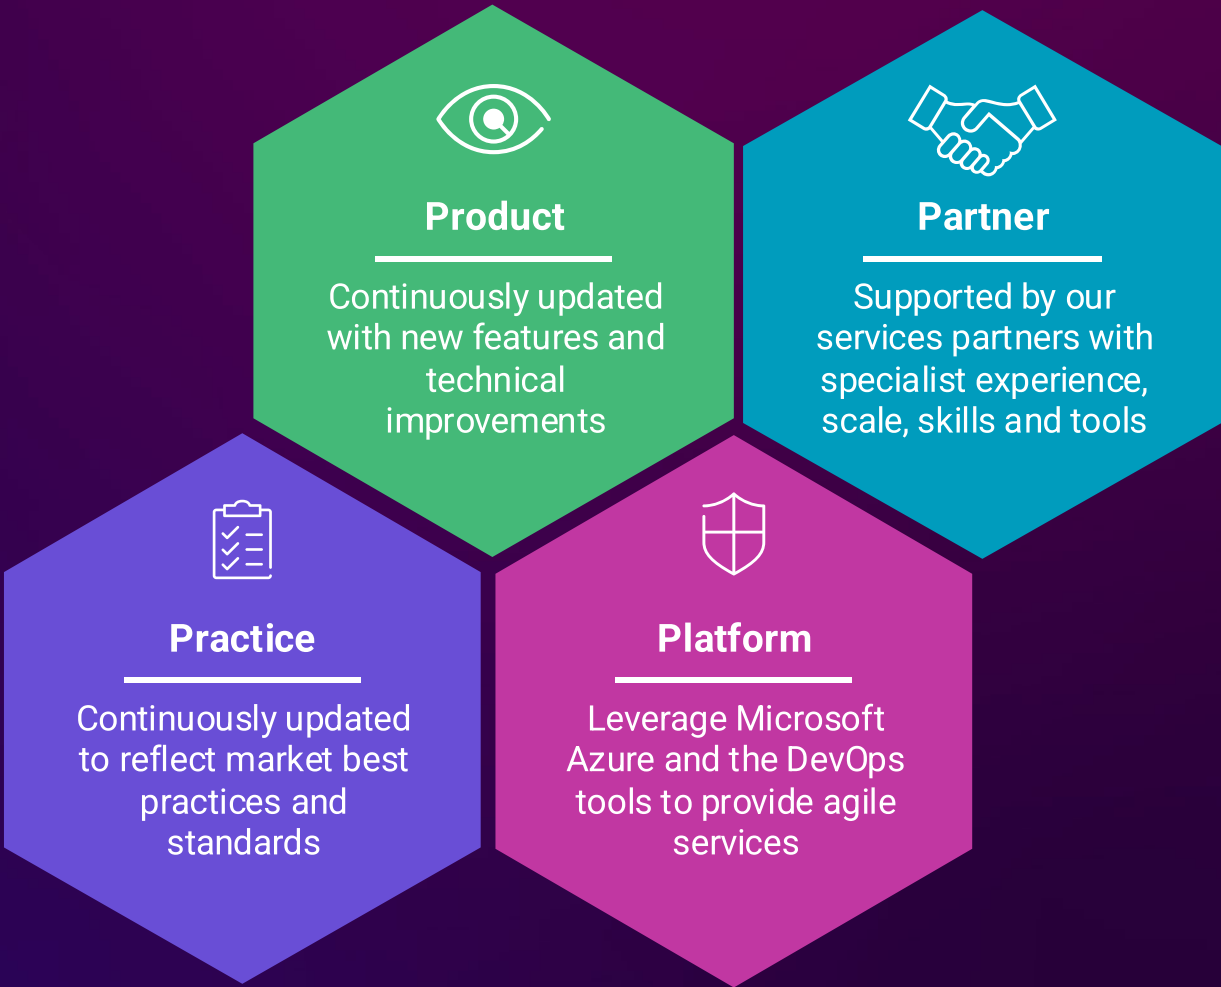 Product
Continuously updated
with new features and
technical
improvements
Partner
Supported by our
services partners with
specialist experience,
scale, skills and tools
Practice
Continuously updated
to reflect market best
practices and
standards
Platform
Leverage Microsoft
Azure and the DevOps
tools to provide agile
services